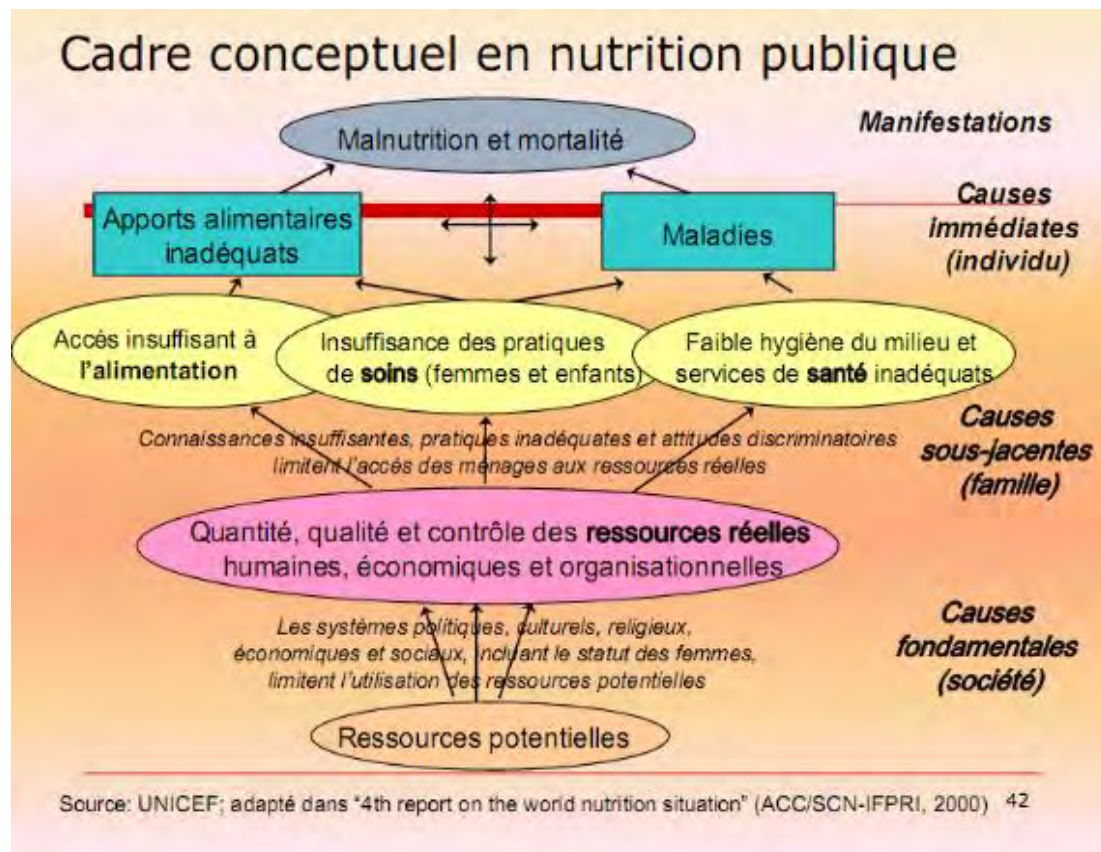 Cadre conceptuel en nutrition publique
Malnutrition et mortalité
Manifestations
Apports alimentaires
inadéquats
Maladies
Causes
immédiates
(individu)
Accés insuffisant à
l'alimentation
Insuffisance des pratiques
de soins (femmes et enfants)
Faible hygiène du milieu et
services de santé inadéquats
Connaissances insuffisantes, pratiques inadéquates et attitudes discriminatoires
limitent l'accés des ménages aux ressources réelles
Causes
sous-jacentes
(famille)
Quantité, qualité et contrôle des ressources réelles
humaines, économiques et organisationnelles
Les systèmes politiques, culturels, religieux,
économiques et sociaux, incluant le statut des femmes,
limitent l'utilisation des ressources potentielles
Causes
fondamentales
(société)
Ressources potentielles
Source: UNICEF; adapté dans "4th report on the world nutrition situation" (ACC/SCN-IFPRI, 2000) 42